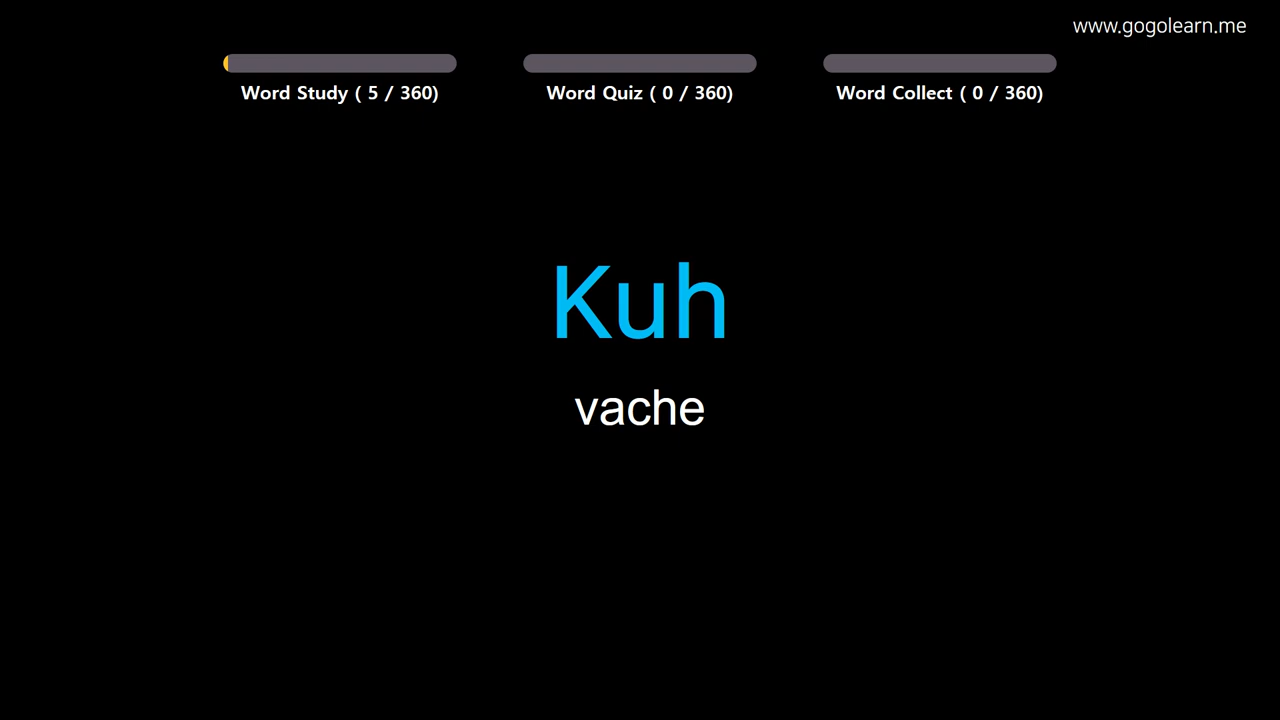 www.gogolearn.me
Word Study ( 5 / 360)
Word Quiz ( 0 / 360)
Word Collect ( 0 / 360)
Kuh
vache